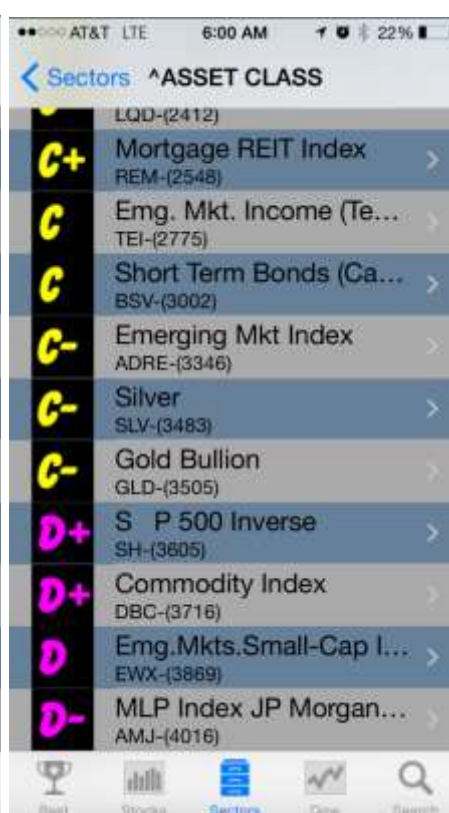 AT&T LTE 6:00 AM 22%
Sectors ^ASSET CLASS
LQD-(2412)
C+ Mortgage REIT Index
REM-(2548)
C Emg. Mkt. Income (Te...
TEI-(2775)
C Short Term Bonds (Ca...
BSV-(3002)
C- Emerging Mkt Index
ADRE-(3346)
C- Silver
SLV-(3483)
C- Gold Bullion
GLD-(3505)
D+ S P 500 Inverse
SH-(3605)
D+ Commodity Index
DBC-(3716)
D Emg.Mkts.Small-Cap I...
EWX-(3869)
D- MLP Index JP Morgan...
AMJ-(4016)
Best Stocks Sectors Dow Search